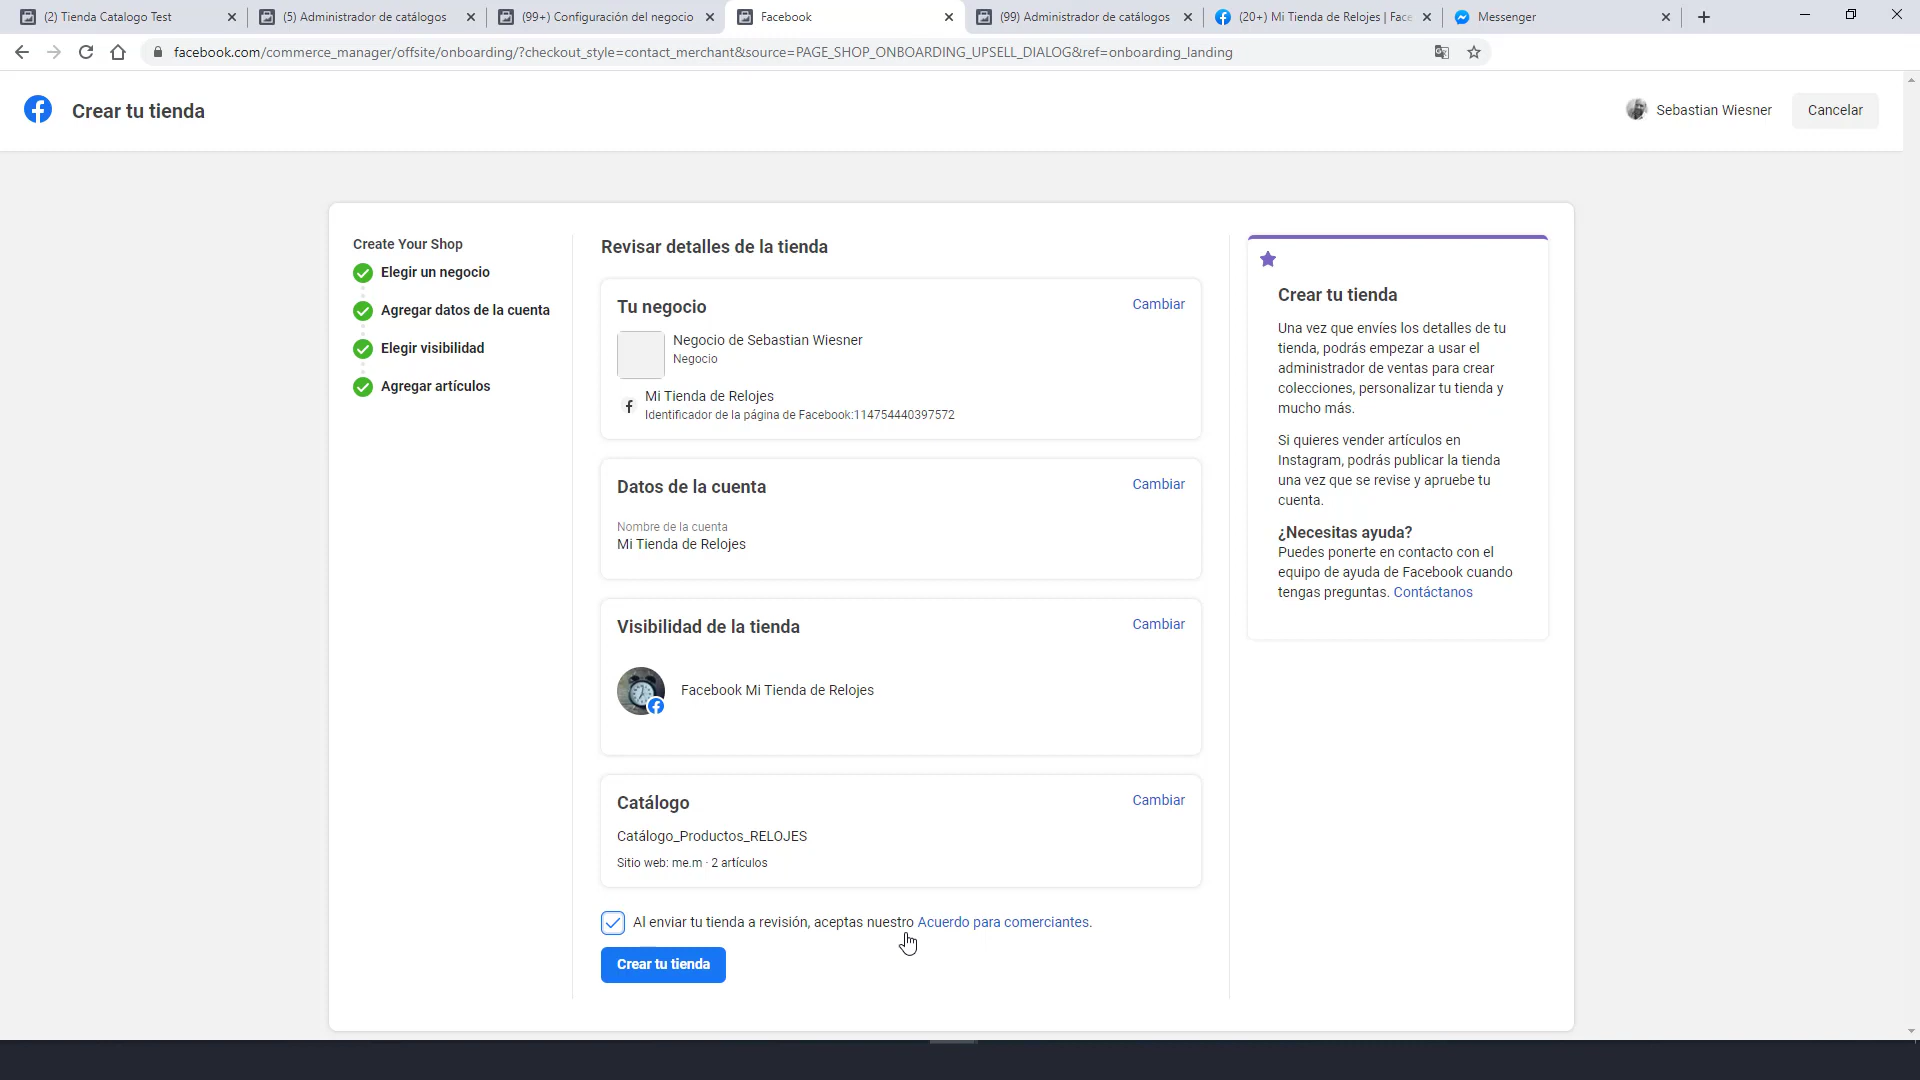 (2) Tienda Catalogo Test
(5) Administrador de catálogos
(99+) Configuración del negocio
Facebook
(99) Administrador de catálogos
(20+) Mi Tienda de Relojes | Face
Messenger
facebook.com/commerce_manager/offsite/onboarding/?checkout_style=contact_merchant&source=PAGE_SHOP_ONBOARDING_UPSELL_DIALOG&ref=onboarding_landing
Crear tu tienda
Sebastian Wiesner
Cancelar
Create Your Shop
Elegir un negocio
Agregar datos de la cuenta
Elegir visibilidad
Agregar artículos
Revisar detalles de la tienda
Tu negocio
Cambiar
Negocio de Sebastian Wiesner
Negocio
Mi Tienda de Relojes
Identificador de la página de Facebook:114754440397572
Datos de la cuenta
Cambiar
Nombre de la cuenta
Mi Tienda de Relojes
Visibilidad de la tienda
Cambiar
Facebook Mi Tienda de Relojes
Catálogo
Cambiar
Catálogo_Productos_RELOJES
Sitio web: me.m · 2 artículos
Al enviar tu tienda a revisión, aceptas nuestro Acuerdo para comerciantes.
Crear tu tienda
Crear tu tienda
Una vez que envíes los detalles de tu
tienda, podrás empezar a usar el
administrador de ventas para crear
colecciones, personalizar tu tienda y
mucho más.
Si quieres vender artículos en
Instagram, podrás publicar la tienda
una vez que se revise y apruebe tu
cuenta.
¿Necesitas ayuda?
Puedes ponerte en contacto con el
equipo de ayuda de Facebook cuando
tengas preguntas. Contáctanos